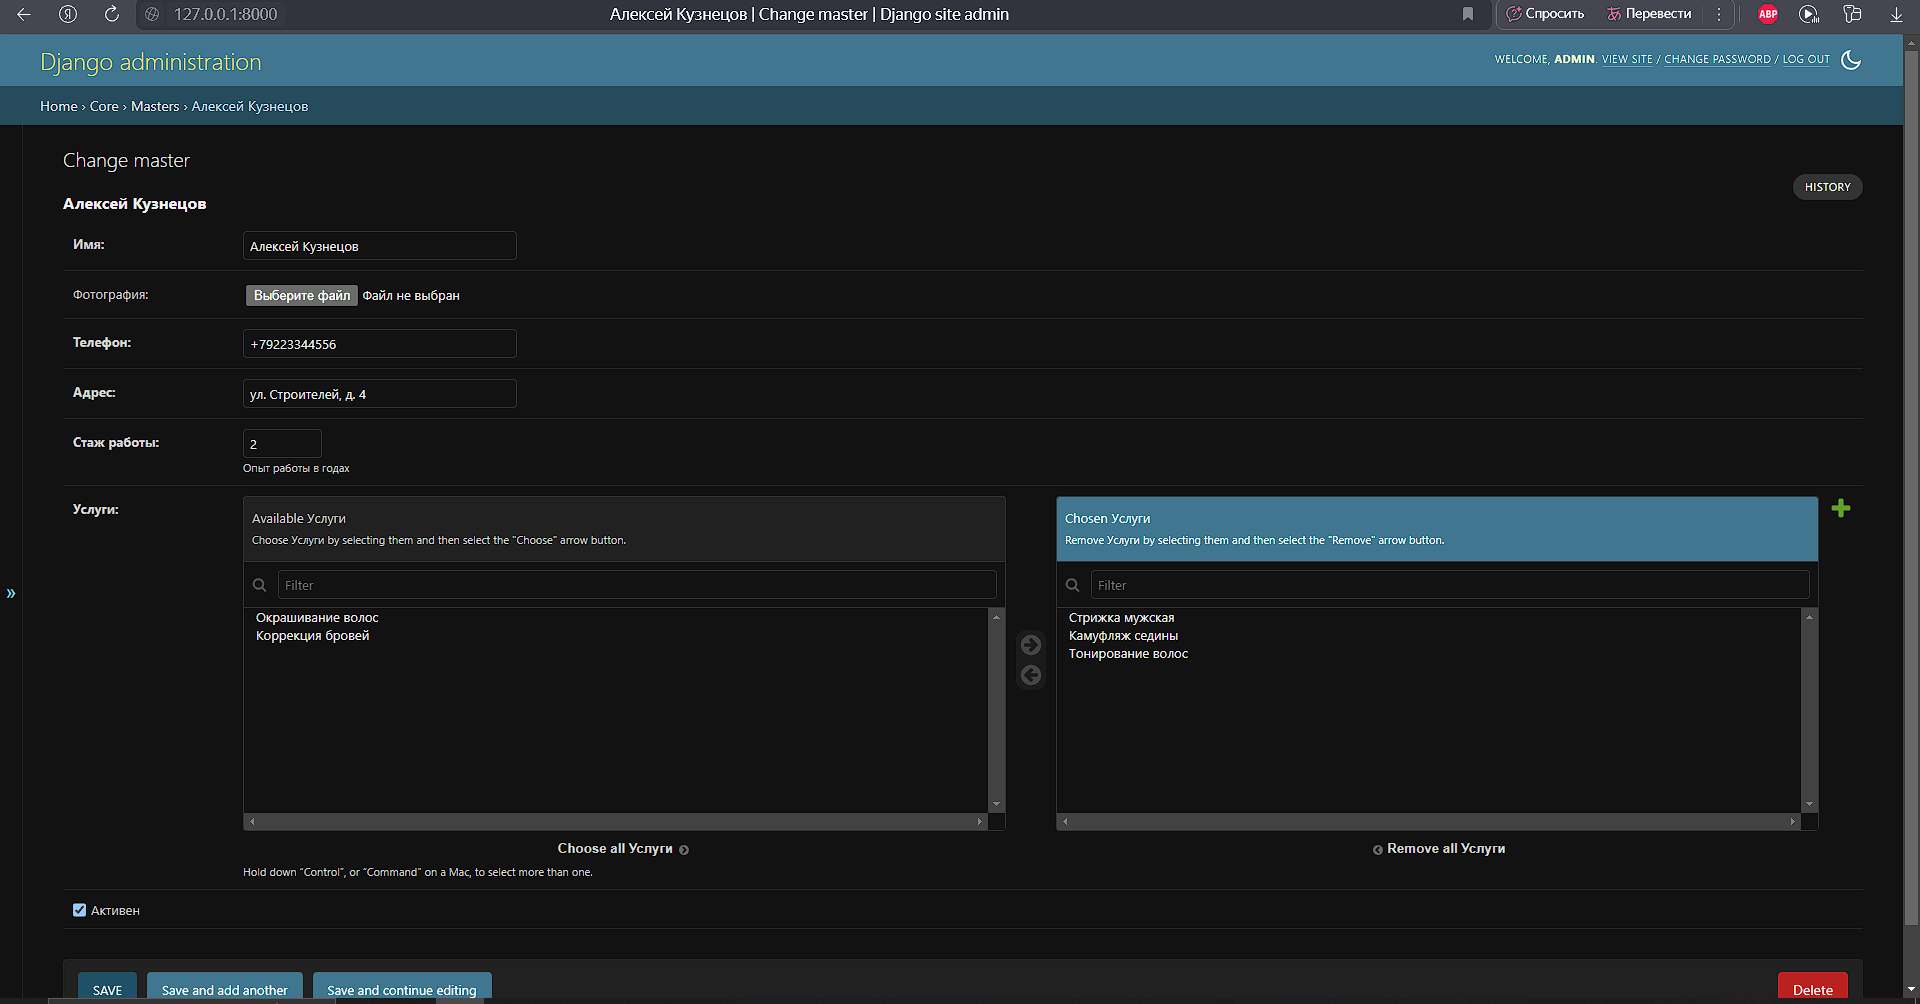 127.0.0.1:8000
Алексей Кузнецов | Change master | Django site admin
Спросить
Перевести
ABP
Django administration
WELCOME, ADMIN. VIEW SITE / CHANGE PASSWORD / LOG OUT
Home › Core › Masters › Алексей Кузнецов
Change master
HISTORY
Алексей Кузнецов
Имя:
Алексей Кузнецов
Фотография:
Выберите файл Файл не выбран
Телефон:
+79223344556
Адрес:
ул. Строителей, д. 4
Стаж работы:
2
Опыт работы в годах
Услуги:
Available Услуги
Choose Услуги by selecting them and then select the "Choose" arrow button.
Filter
Окрашивание волос
Коррекция бровей
Choose all Услуги
Chosen Услуги
Remove Услуги by selecting them and then select the "Remove" arrow button.
Filter
Стрижка мужская
Камуфляж седины
Тонирование волос
Remove all Услуги
Hold down "Control", or "Command" on a Mac, to select more than one.
Активен
SAVE
Save and add another
Save and continue editing
Delete